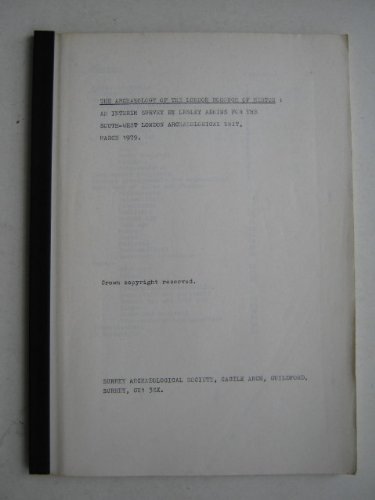 THE ARCHAEOLOGY OF THE LONDON BOROUGH OF MERTON :
AN INTERIM SURVEY BY LESLEY ADKINS FOR THE
SOUTH-WEST LONDON ARCHAEOLOGICAL UNIT,
MARCH 1979.
Crown copyright reserved.
SURREY ARCHAEOLOGICAL SOCIETY, CASTLE ARCH, GUILDFORD,
SURREY, GU1 3SX.